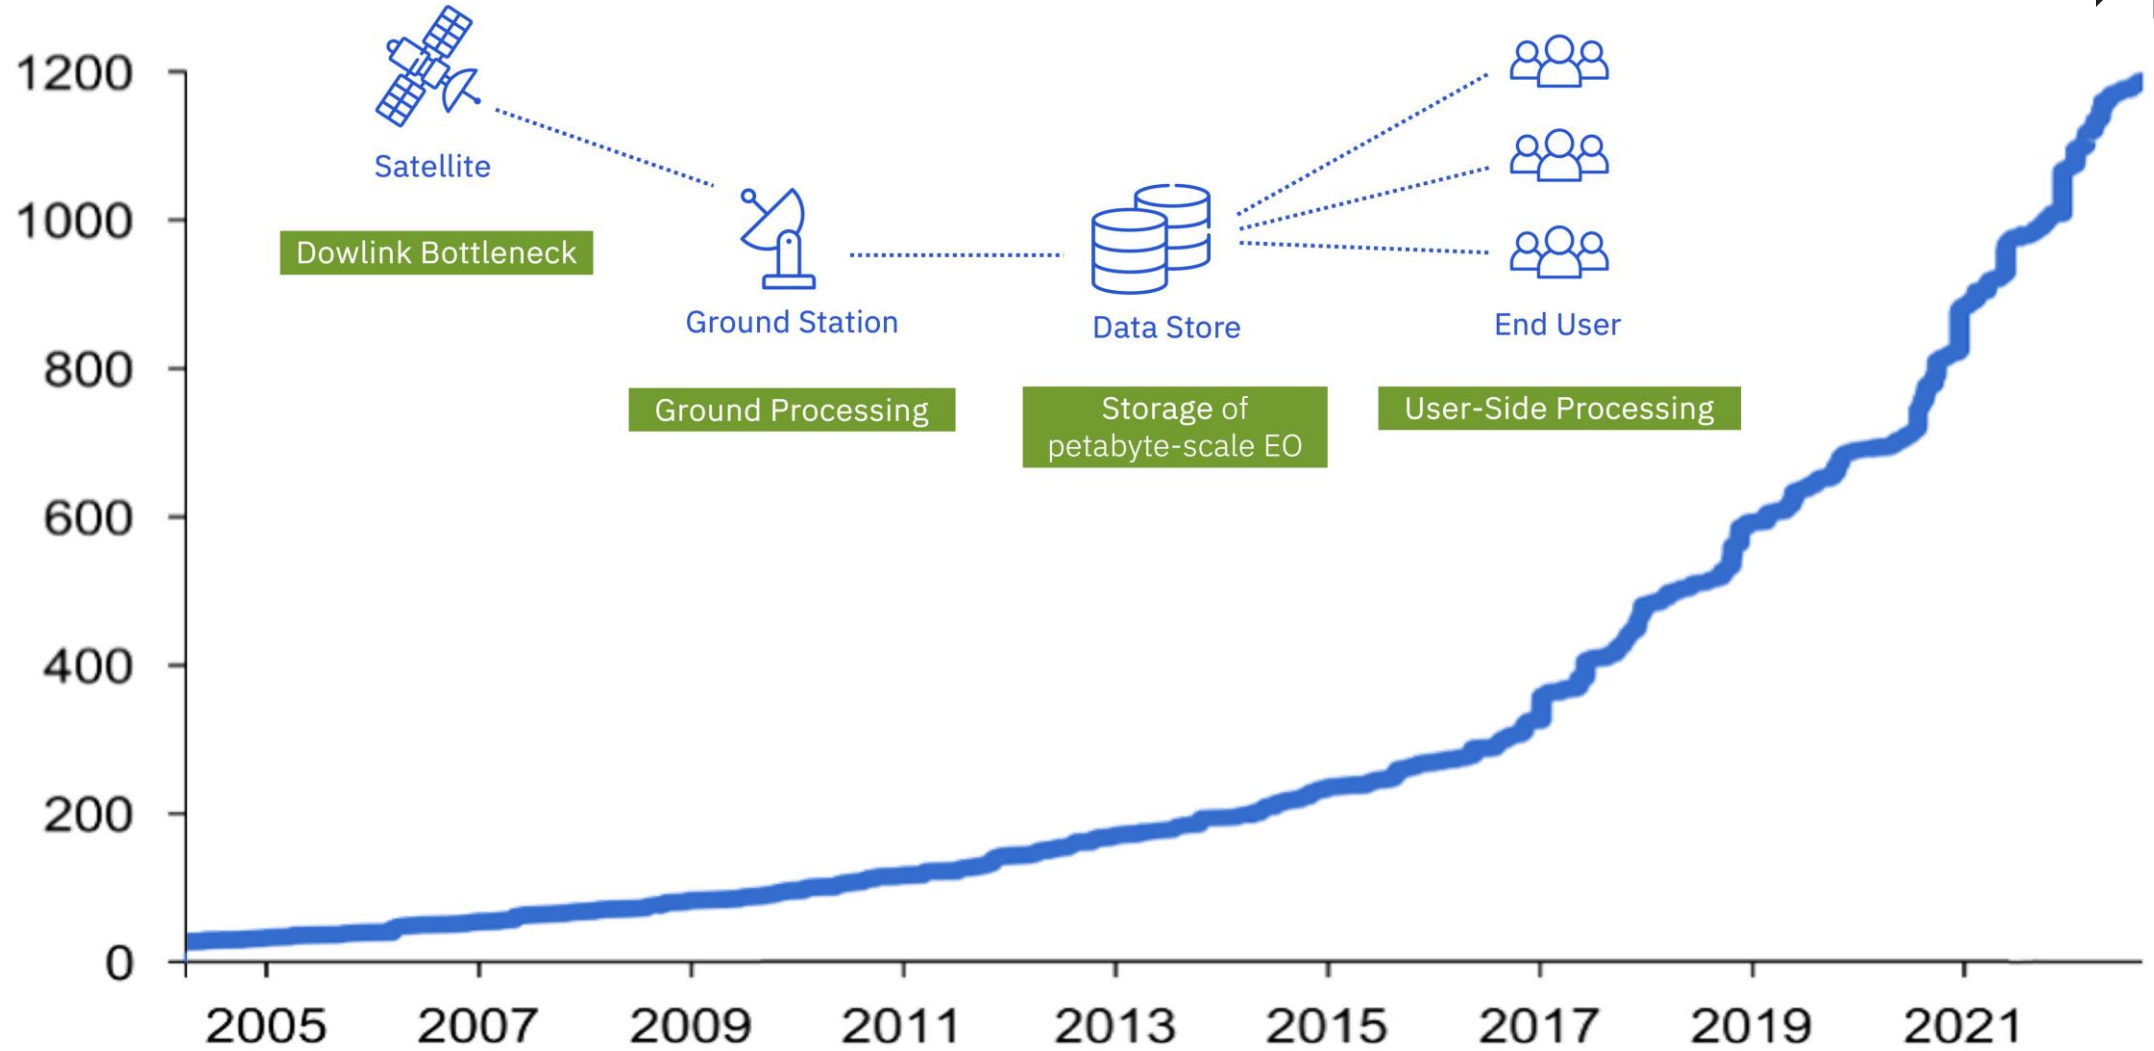 1200
1000
800
600
400
200
0
Satellite
Dowlink Bottleneck
Ground Station
Ground Processing
Data Store
Storage of
petabyte-scale EO
End User
User-Side Processing
2005 2007 2009 2011 2013 2015 2017 2019 2021